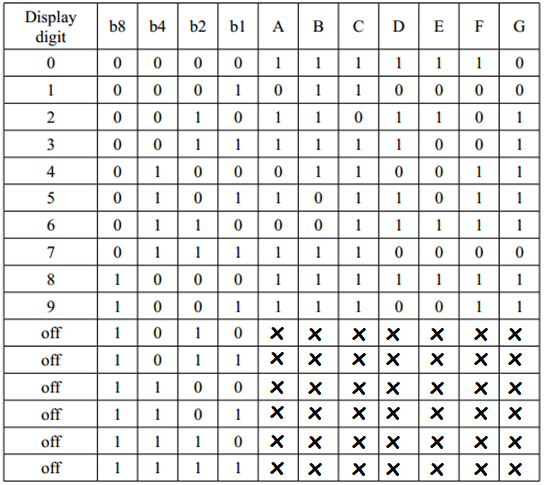 Display digit b8 b4 b2 b1 A B C D E F G
0 0 0 0 0 1 1 1 1 1 1 0
1 0 0 0 1 0 1 1 0 0 0 0
2 0 0 1 0 1 1 0 1 1 0 1
3 0 0 1 1 1 1 1 1 0 0 1
4 0 1 0 0 0 1 1 0 0 1 1
5 0 1 0 1 1 0 1 1 0 1 1
6 0 1 1 0 0 0 1 1 1 1 1
7 0 1 1 1 1 1 1 0 0 0 0
8 1 0 0 0 1 1 1 1 1 1 1
9 1 0 0 1 1 1 1 0 0 1 1
off 1 0 1 0 x x x x x x x
off 1 0 1 1 x x x x x x x
off 1 1 0 0 x x x x x x x
off 1 1 0 1 x x x x x x x
off 1 1 1 0 x x x x x x x
off 1 1 1 1 x x x x x x x